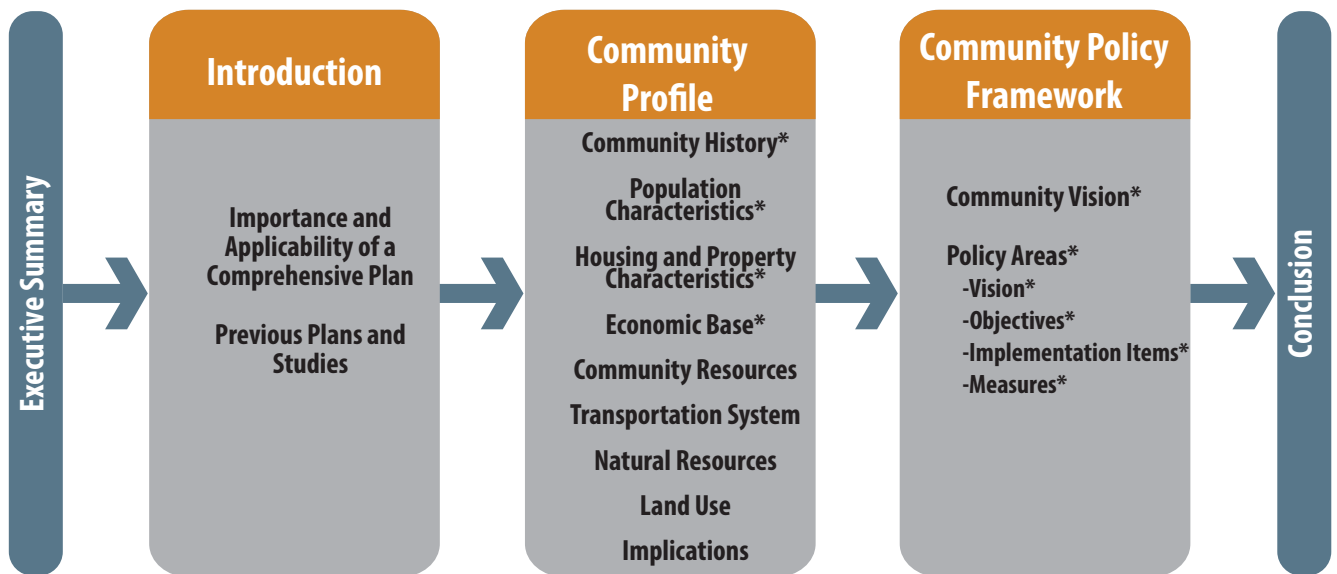 Executive Summary
Introduction
Importance and
Applicability of a
Comprehensive Plan
Previous Plans and
Studies
Community
Profile
Community History*
Population
Characteristics*
Housing and Property
Characteristics*
Economic Base*
Community Resources
Transportation System
Natural Resources
Land Use
Implications
Community Policy
Framework
Community Vision*
Policy Areas*
-Vision*
-Objectives*
-Implementation Items*
-Measures*
Conclusion